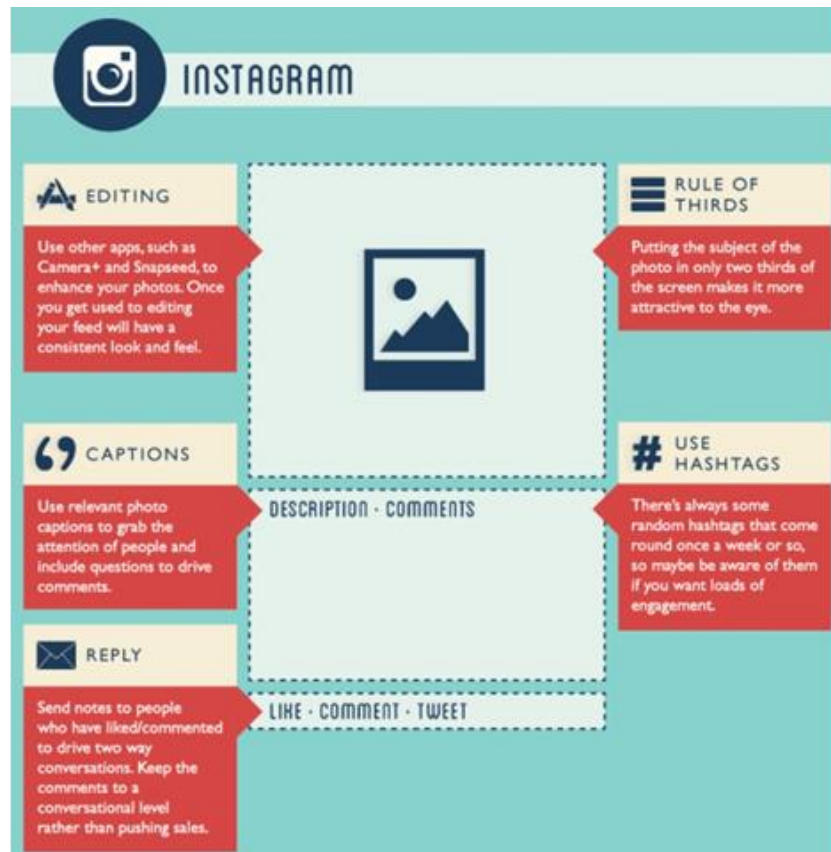 INSTAGRAM
EDITING
Use other apps, such as
Camera+ and Snapseed, to
enhance your photos. Once
you get used to editing
your feed will have a
consistent look and feel.
RULE OF
THIRDS
Putting the subject of the
photo in only two thirds of
the screen makes it more
attractive to the eye.
CAPTIONS
Use relevant photo
captions to grab the
attention of people and
include questions to drive
comments.
DESCRIPTION · COMMENTS
# USE
HASHTAGS
There's always some
random hashtags that come
round once a week or so,
so maybe be aware of them
if you want loads of
engagement.
REPLY
Send notes to people
who have liked/commented
to drive two way
conversations. Keep the
comments to a
conversational level
rather than pushing sales.
LIKE · COMMENT · TWEET